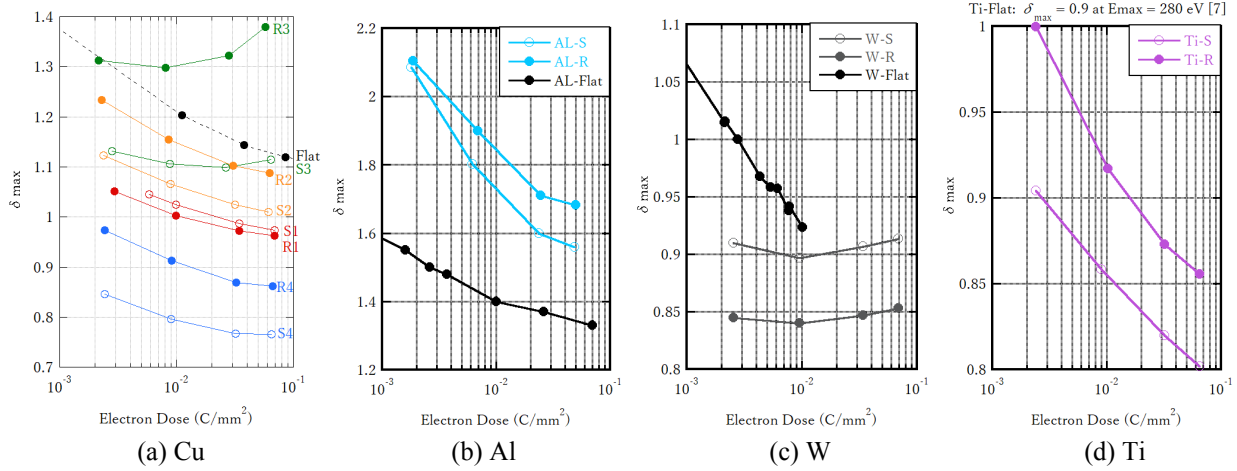 Ti-Flat: δmax = 0.9 at Emax = 280 eV [7]
δ max
1.4
1.3
1.2
1.1
1
0.9
0.8
0.7
10-3
10-2
10-1
R3
Flat
S3
R2
S2
S1
R1
R4
S4
Electron Dose (C/mm2)
(a) Cu
δ max
2.2
2
1.8
1.6
1.4
1.2
10-3
10-2
10-1
AL-S
AL-R
AL-Flat
Electron Dose (C/mm2)
(b) Al
δ max
1.1
1.05
1
0.95
0.9
0.85
0.8
10-3
10-2
10-1
W-S
W-R
W-Flat
Electron Dose (C/mm2)
(c) W
δ max
1
0.95
0.9
0.85
0.8
10-3
10-2
10-1
Ti-S
Ti-R
Electron Dose (C/mm2)
(d) Ti